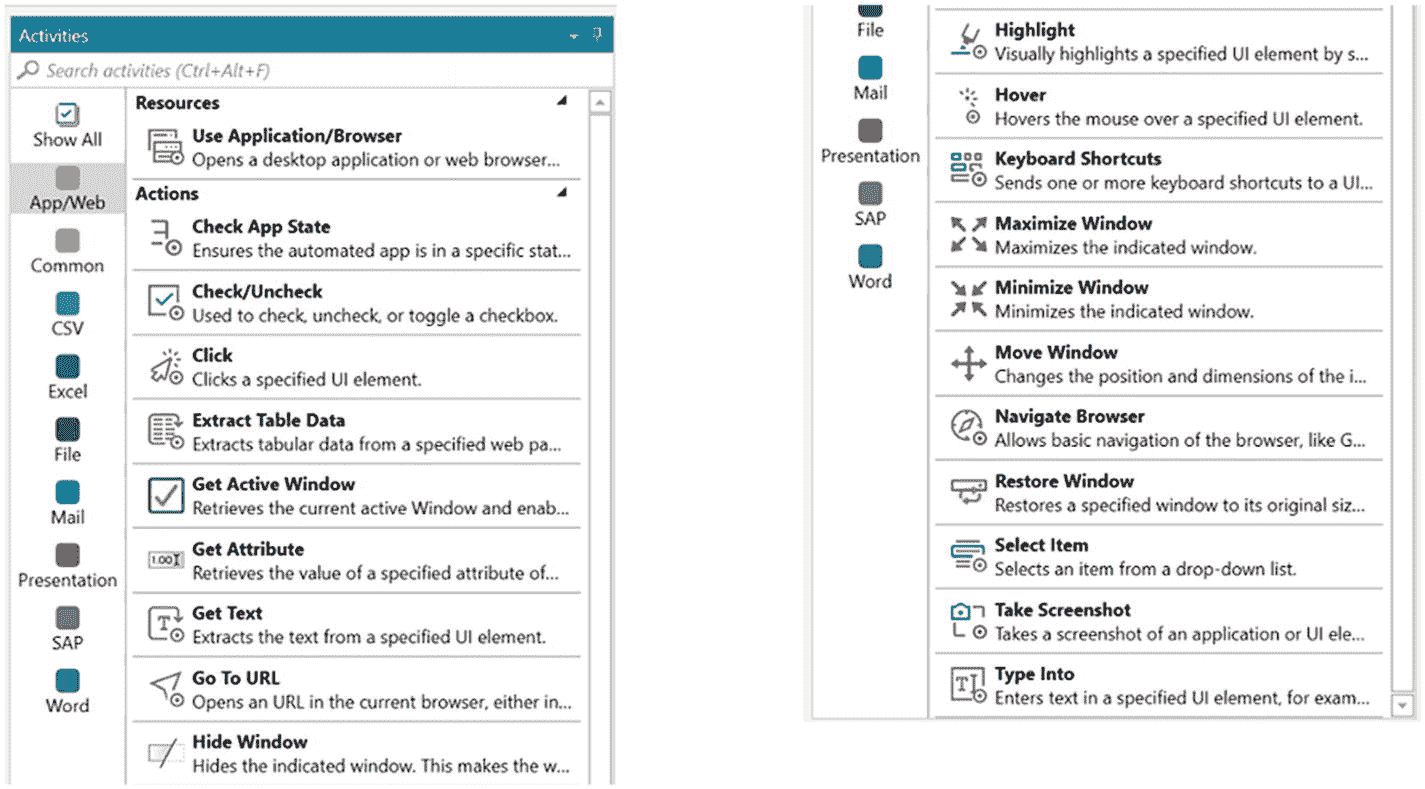 Activities
Search activities (Ctrl+Alt+F)
Show All
App/Web
Common
CSV
Excel
File
Mail
Presentation
SAP
Word
Resources
Use Application/Browser
Opens a desktop application or web browser...
Actions
Check App State
Ensures the automated app is in a specific stat...
Check/Uncheck
Used to check, uncheck, or toggle a checkbox.
Click
Clicks a specified UI element.
Extract Table Data
Extracts tabular data from a specified web pa...
Get Active Window
Retrieves the current active Window and enab...
Get Attribute
Retrieves the value of a specified attribute of...
Get Text
Extracts the text from a specified UI element.
Go To URL
Opens an URL in the current browser, either in...
Hide Window
Hides the indicated window. This makes the w...
File
Mail
Presentation
SAP
Word
Highlight
Visually highlights a specified UI element by s...
Hover
Hovers the mouse over a specified UI element.
Keyboard Shortcuts
Sends one or more keyboard shortcuts to a UI...
Maximize Window
Maximizes the indicated window.
Minimize Window
Minimizes the indicated window.
Move Window
Changes the position and dimensions of the i...
Navigate Browser
Allows basic navigation of the browser, like G...
Restore Window
Restores a specified window to its original siz...
Select Item
Selects an item from a drop-down list.
Take Screenshot
Takes a screenshot of an application or UI ele...
Type Into
Enters text in a specified UI element, for exam...